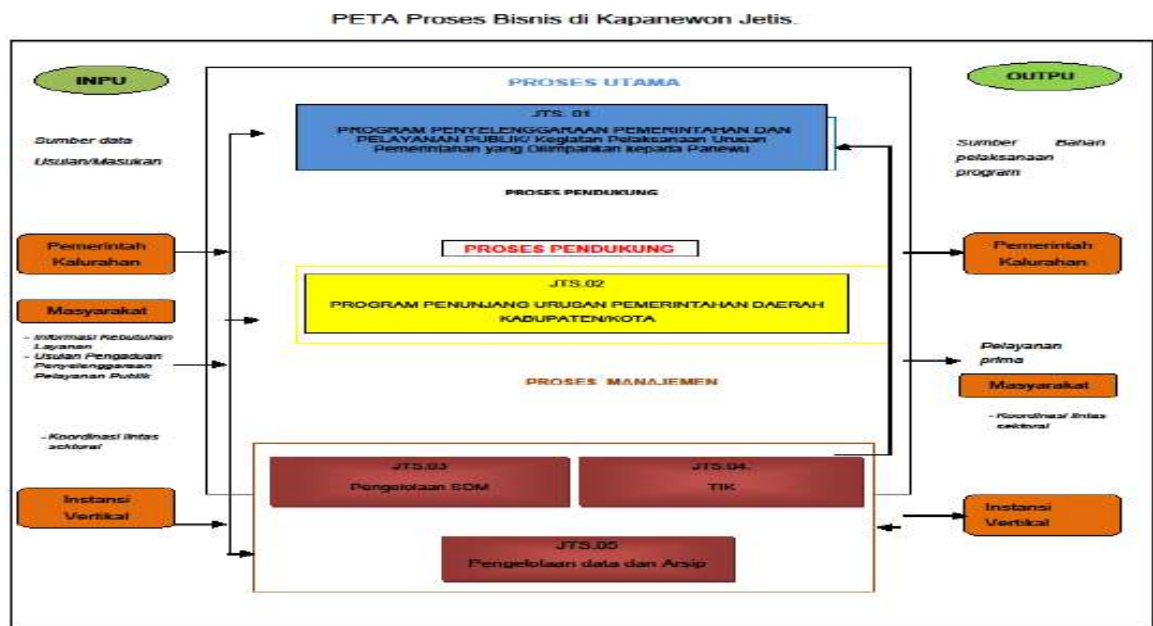 PETA Proses Bisnis di Kapanewon Jetis.
INPU
Sumber data
Usulan/Masukan
Pemerintah
Kalurahan
Masyarakat
- Informasi Kebutuhan
Layanan
- Usulan Pengaduan
Penyelenggaraan
Pelayanan Publik
- Koordinasi lintas
sektoral
Instansi
Vertikal
PROSES UTAMA
JTS. 01
PROGRAM PENYELENGGARAAN PEMERINTAHAN DAN
PELAYANAN PUBLIK/ Kegiatan Pelaksanaan Urusan
Pemerintahan yang Dilimpahkan kepada Panewu
PROSES PENDUKUNG
PROSES PENDUKUNG
JTS.02
PROGRAM PENUNJANG URUSAN PEMERINTAHAN DAERAH
KABUPATEN/KOTA
PROSES MANAJEMEN
JTS.03
Pengelolaan SDM
JTS.04.
TIK
JTS.05
Pengelolaan data dan Arsip
OUTPU
Sumber Bahan
pelaksanaan
program
Pemerintah
Kalurahan
Pelayanan
prima
Masyarakat
- Koordinasi lintas
sektoral
Instansi
Vertikal